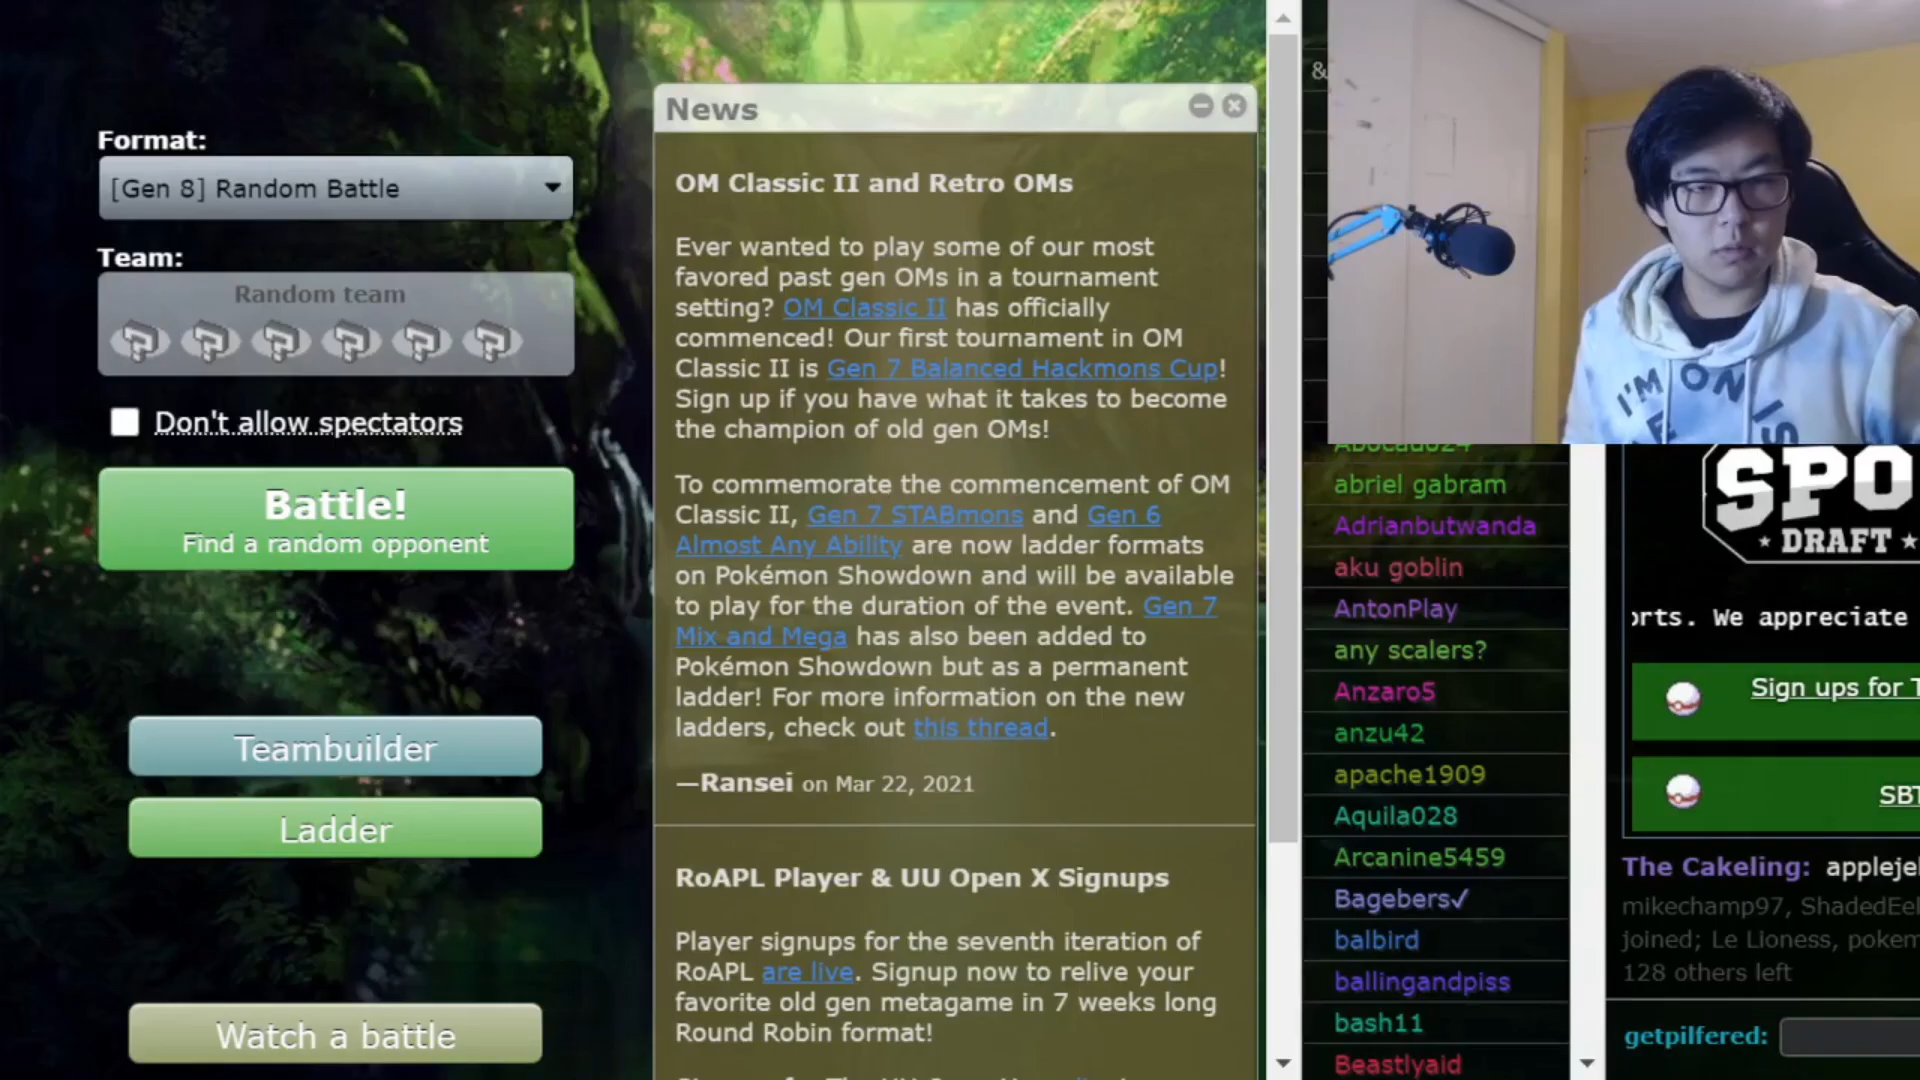 Format:
[Gen 8] Random Battle
Team:
Random team
Don't allow spectators
Battle!
Find a random opponent
Teambuilder
Ladder
Watch a battle
News
OM Classic II and Retro OMs
Ever wanted to play some of our most
favored past gen OMs in a tournament
setting? OM Classic II has officially
commenced! Our first tournament in OM
Classic II is Gen 7 Balanced Hackmons Cup!
Sign up if you have what it takes to become
the champion of old gen OMs!
To commemorate the commencement of OM
Classic II, Gen 7 STABmons and Gen 6
Almost Any Ability are now ladder formats
on Pokémon Showdown and will be available
to play for the duration of the event. Gen 7
Mix and Mega has also been added to
Pokémon Showdown but as a permanent
ladder! For more information on the new
ladders, check out this thread.
—Ransei on Mar 22, 2021
RoAPL Player & UU Open X Signups
Player signups for the seventh iteration of
RoAPL are live. Signup now to relive your
favorite old gen metagame in 7 weeks long
Round Robin format!
&
I'M ON
IS
Abocado24
abriel gabram
Adrianbutwanda
aku goblin
AntonPlay
any scalers?
Anzaro5
anzu42
apache1909
Aquila028
Arcanine5459
Bagebers✓
balbird
ballingandpiss
bash11
Beastlyaid
SPO
DRAFT
orts. We appreciate
Sign ups for T
SBT
The Cakeling: applejel
mikechamp97, ShadedEel
joined; Le Lioness, pokem
128 others left
getpilfered: